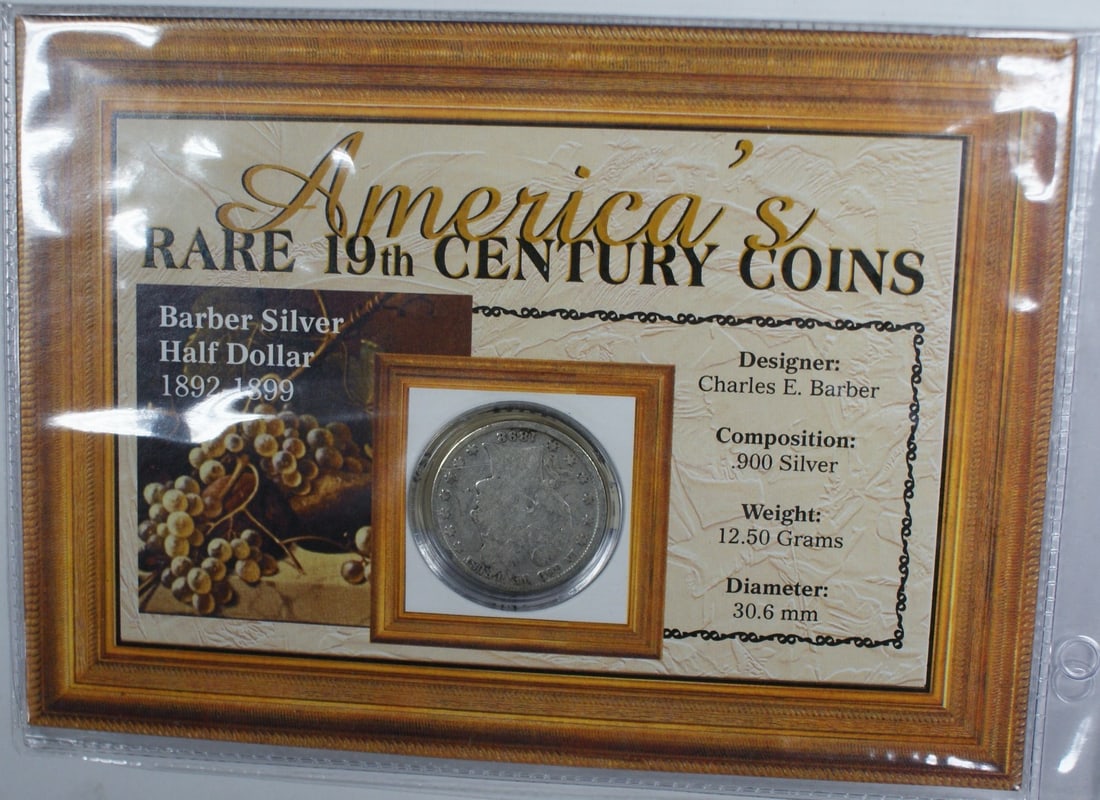 America's
RARE 19th CENTURY COINS
Barber Silver
Half Dollar
1892-1899
Designer:
Charles E. Barber
Composition:
.900 Silver
Weight:
12.50 Grams
Diameter:
30.6 mm